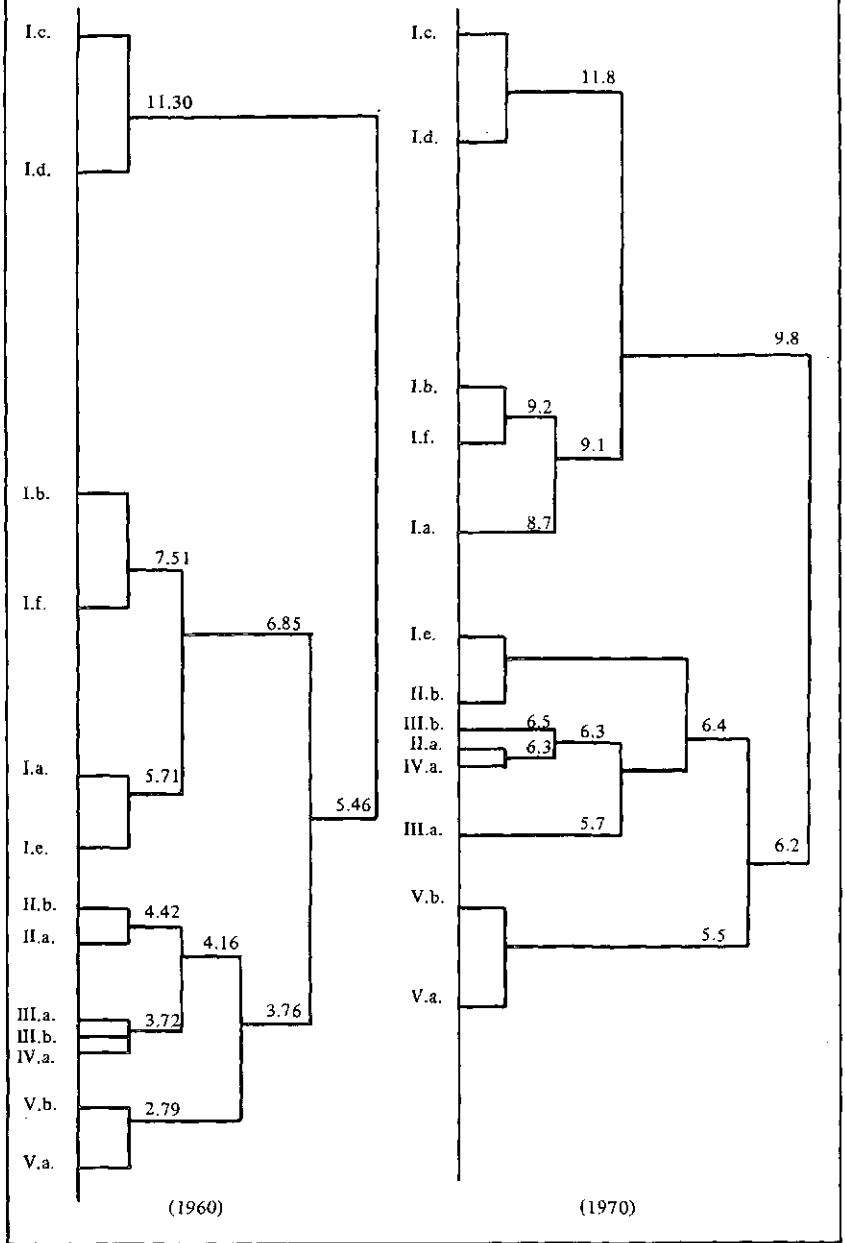 I.c.
11.30
I.d.
I.b.
7.51
I.f.
6.85
I.a.
5.71
5.46
I.e.
II.b.
4.42
II.a.
4.16
III.a.
3.72
3.76
III.b.
IV.a.
V.b.
2.79
V.a.
(1960)
I.c.
11.8
I.d.
9.8
I.b.
9.2
I.f.
9.1
I.a.
8.7
I.e.
II.b.
III.b.
6.5
6.3
6.4
II.a.
6.3
IV.a.
III.a.
5.7
6.2
V.b.
5.5
V.a.
(1970)